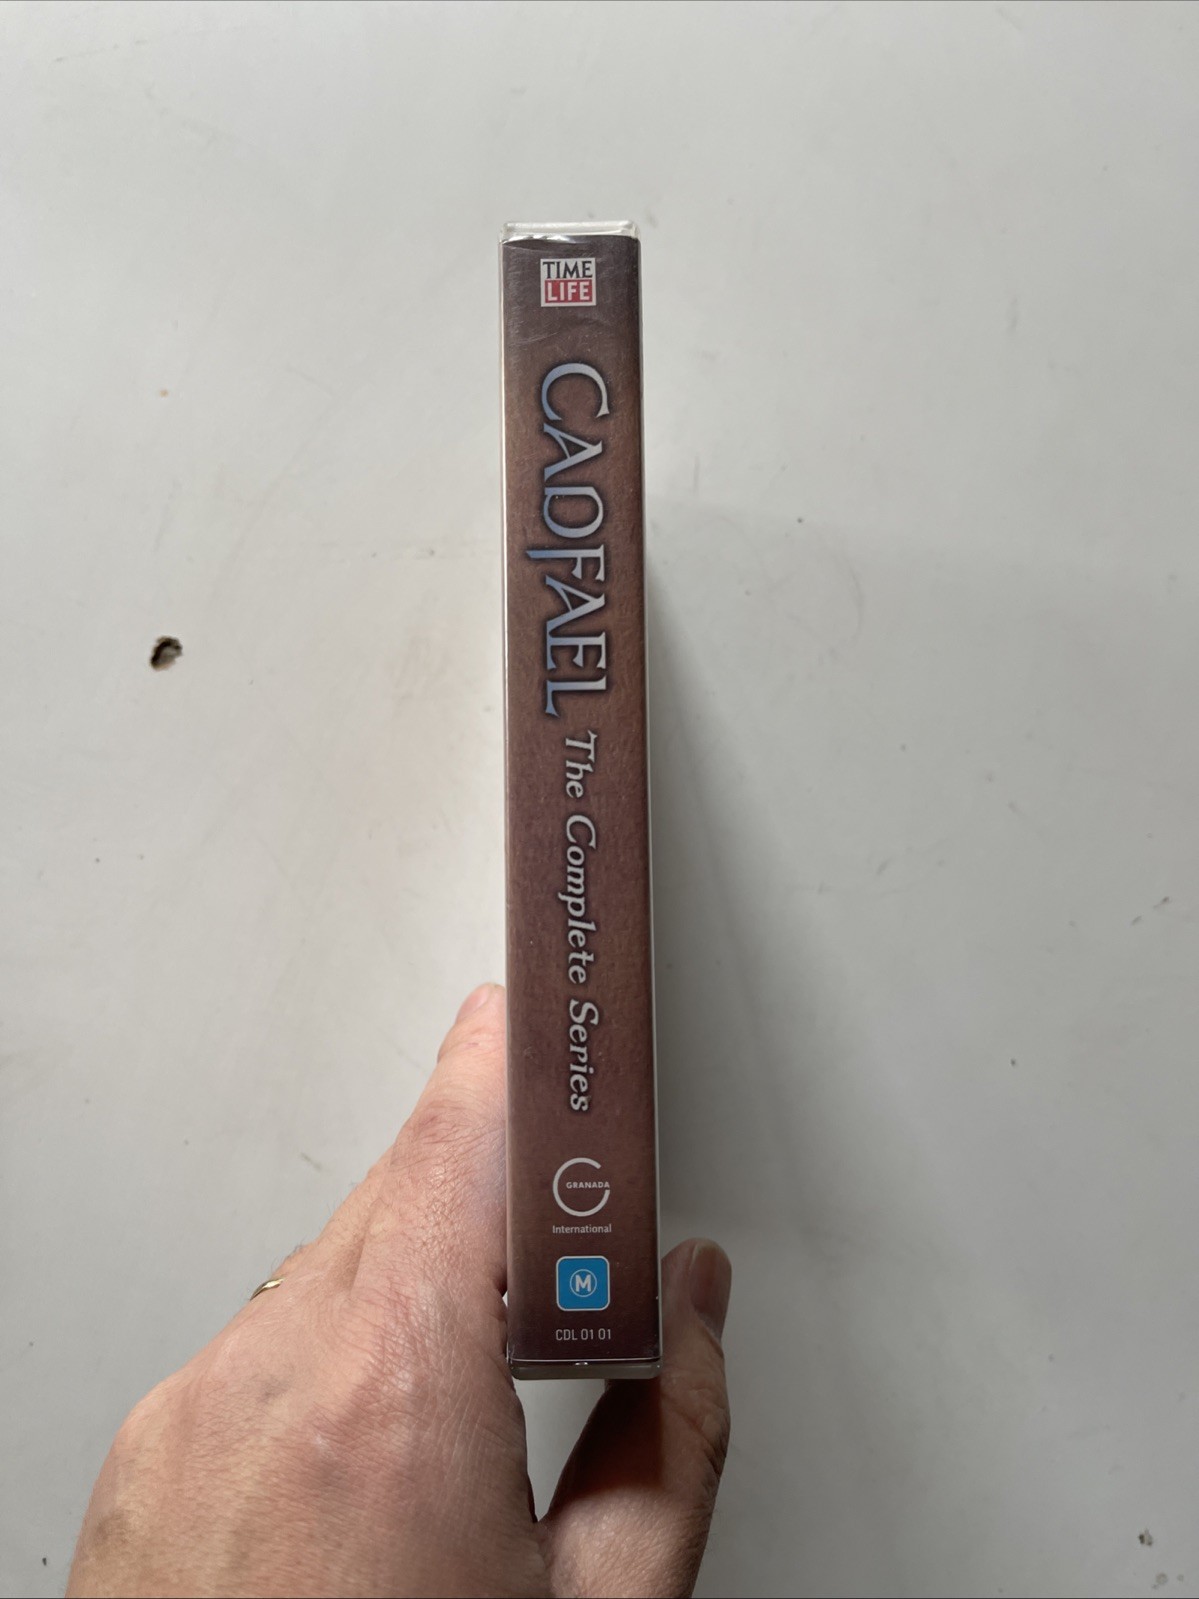 TIME
LIFE
CADFAEL The Complete Series
GRANADA
International
M
CDL 01 01